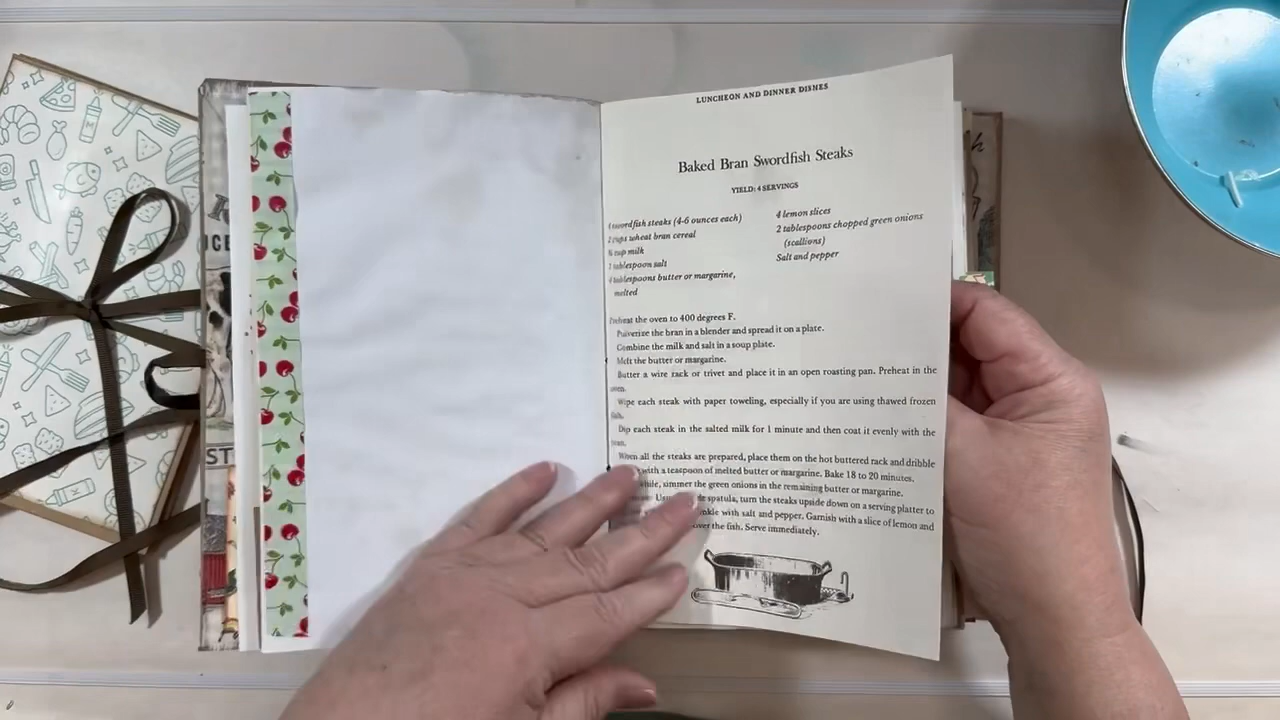 LUNCHEON AND DINNER DISHES
Baked Bran Swordfish Steaks
YIELD: 4 SERVINGS
swordfish steaks (4-6 ounces each)
2 cups wheat bran cereal
cup milk
1 tablespoon salt
4 tablespoons butter or margarine,
melted
4 lemon slices
2 tablespoons chopped green onions
(scallions)
Salt and pepper
Preheat the oven to 400 degrees F.
Pulverize the bran in a blender and spread it on a plate.
Combine the milk and salt in a soup plate.
Melt the butter or margarine.
Butter a wire rack or trivet and place it in an open roasting pan. Preheat in the
oven.
Wipe each steak with paper toweling, especially if you are using thawed frozen
fish.
Dip each steak in the salted milk for 1 minute and then coat it evenly with the
bran.
When all the steaks are prepared, place them on the hot buttered rack and dribble
with a teaspoon of melted butter or margarine. Bake 18 to 20 minutes.
simmer the green onions in the remaining butter or margarine.
spatula, turn the steaks upside down on a serving platter to
with salt and pepper. Garnish with a slice of lemon and
over the fish. Serve immediately.
ST